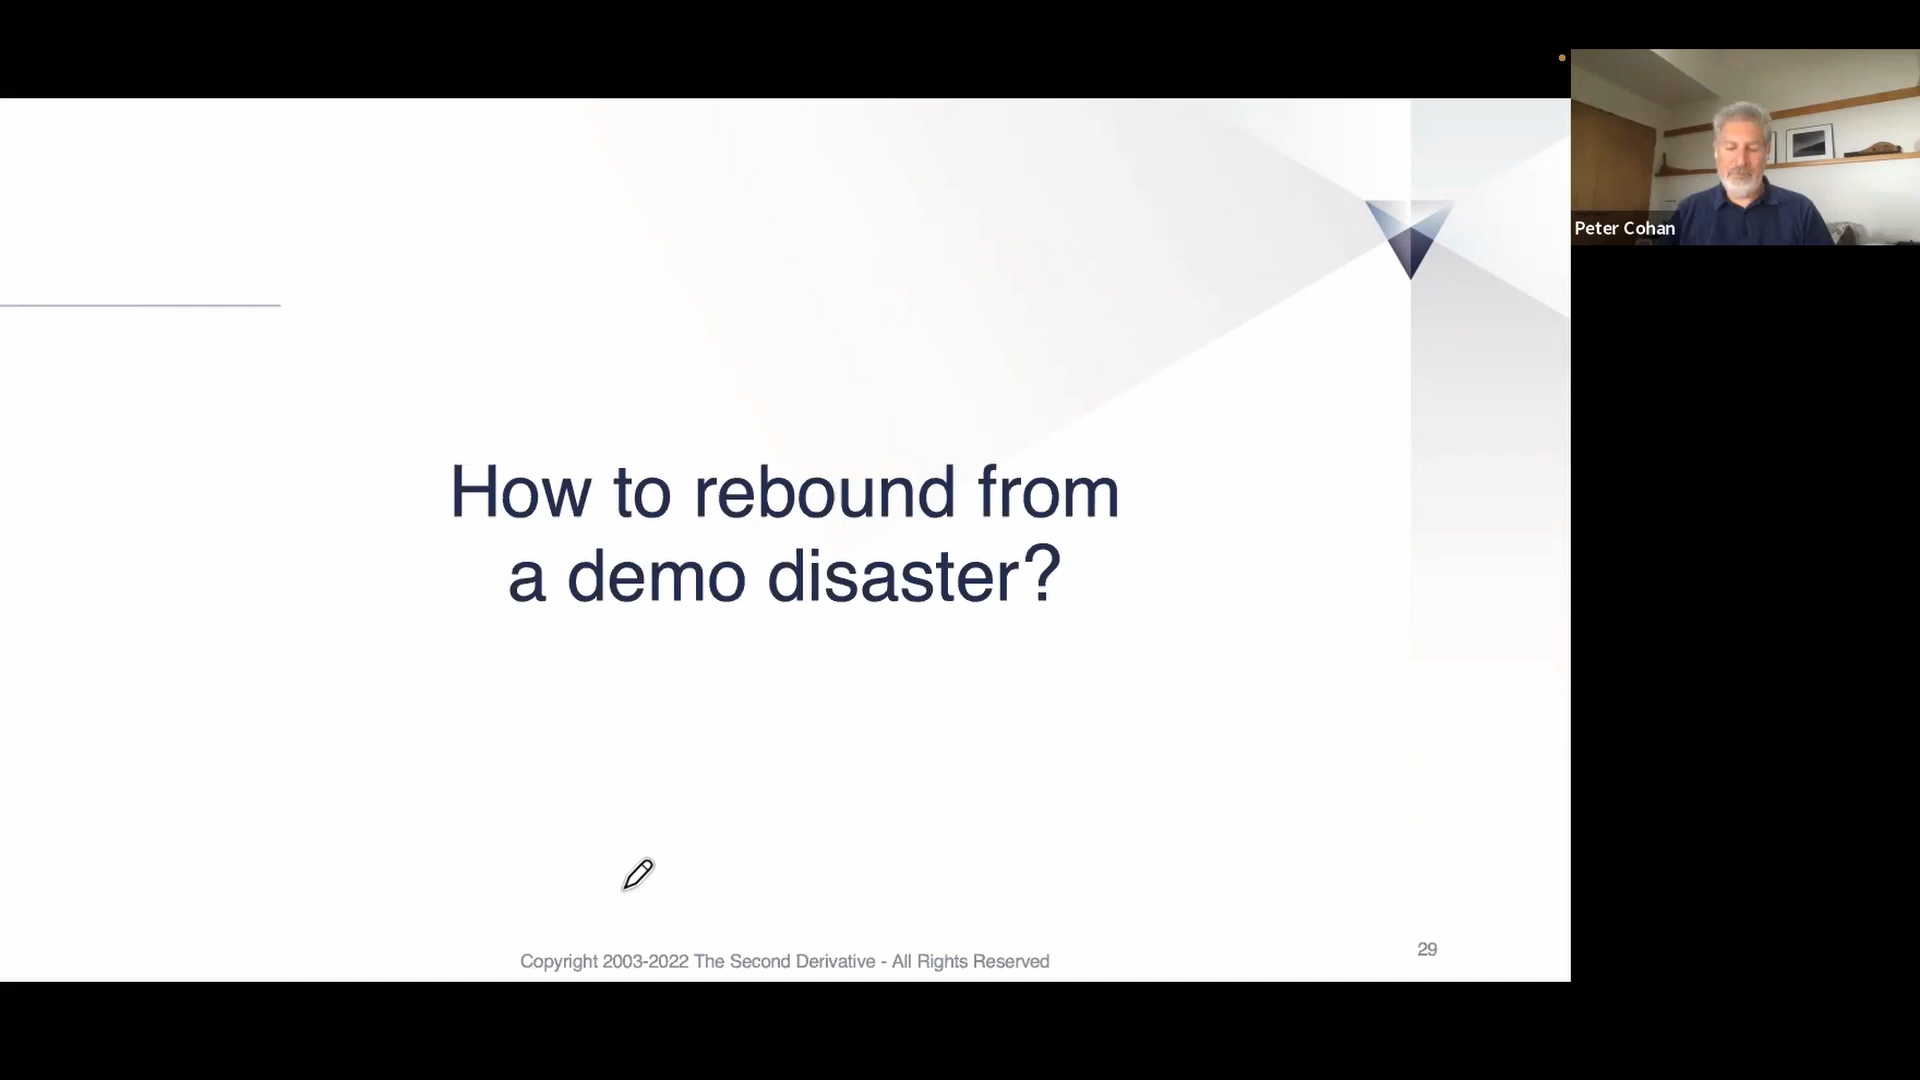 Peter Cohan
How to rebound from
a demo disaster?
Copyright 2003-2022 The Second Derivative - All Rights Reserved
29